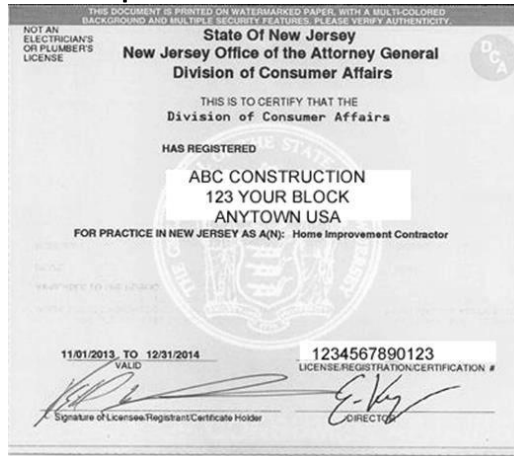 THIS DOCUMENT IS PRINTED ON WATERMARKED PAPER, WITH A MULTI-COLORED
BACKGROUND AND MULTIPLE SECURITY FEATURES. PLEASE VERIFY AUTHENTICITY.
NOT AN
ELECTRICIAN'S
OR PLUMBER'S
LICENSE
State Of New Jersey
New Jersey Office of the Attorney General
Division of Consumer Affairs
DCA
THIS IS TO CERTIFY THAT THE
Division of Consumer Affairs
HAS REGISTERED
ABC CONSTRUCTION
123 YOUR BLOCK
ANYTOWN USA
FOR PRACTICE IN NEW JERSEY AS A(N): Home Improvement Contractor
11/01/2013 TO 12/31/2014
VALID
1234567890123
LICENSE/REGISTRATION/CERTIFICATION #
Signature of Licensee/Registrant/Certificate Holder
DIRECTOR